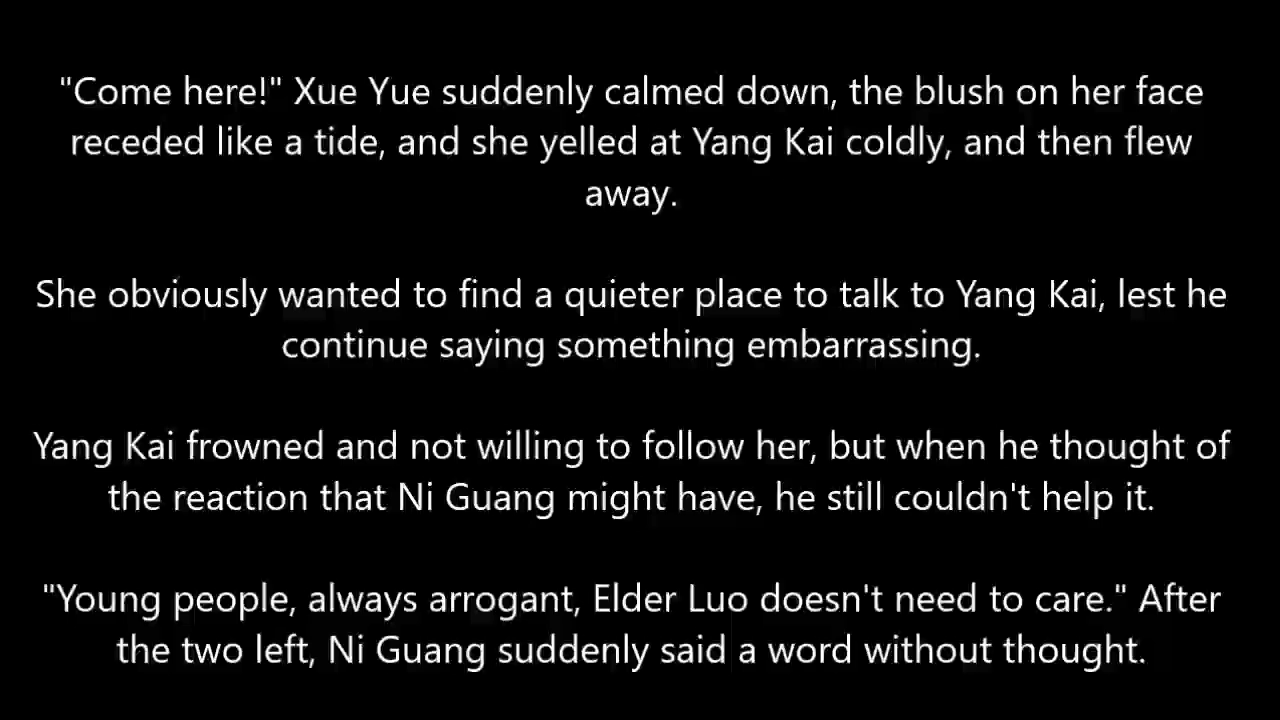 "Come here!" Xue Yue suddenly calmed down, the blush on her face
receded like a tide, and she yelled at Yang Kai coldly, and then flew
away.
She obviously wanted to find a quieter place to talk to Yang Kai, lest he
continue saying something embarrassing.
Yang Kai frowned and not willing to follow her, but when he thought of
the reaction that Ni Guang might have, he still couldn't help it.
"Young people, always arrogant, Elder Luo doesn't need to care." After
the two left, Ni Guang suddenly said a word without thought.